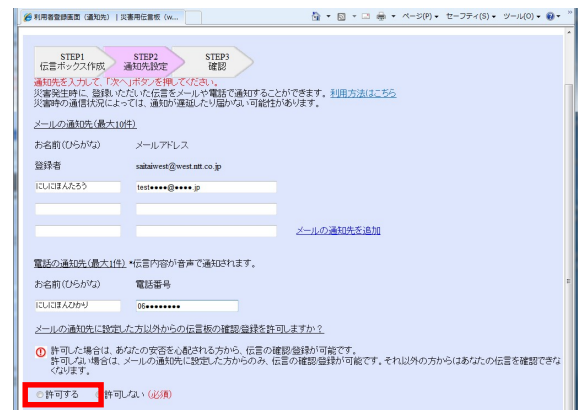 利用者登録画面（通知先）｜災害用伝言板（w...
ページ(P) セーフティ(S) ツール(O)
STEP1 STEP2 STEP3
伝言ボックス作成 通知先設定 確認
通知先を入力して、「次へ」ボタンを押してください。
災害発生時に、登録いただいた伝言をメールや電話で通知することができます。 利用方法はこちら
災害時の通信状況によっては、通知が遅延したり届かない可能性があります。
メールの通知先（最大10件）
お名前（ひらがな） メールアドレス
登録者 saitaiwest@west.ntt.co.jp
にしにほんたろう test●●●●@●●●●.jp
メールの通知先を追加
電話の通知先（最大1件） *伝言内容が音声で通知されます。
お名前（ひらがな） 電話番号
にしにほんひかり 06●●●●●●●●
メールの通知先に設定した方以外からの伝言板の確認/登録を許可しますか？
許可した場合は、あなたの安否を心配される方から、伝言の確認/登録が可能です。
許可しない場合は、メールの通知先に設定した方からのみ、伝言の確認/登録が可能です。それ以外の方からはあなたの伝言を確認できな
くなります。
許可する 許可しない （必須）